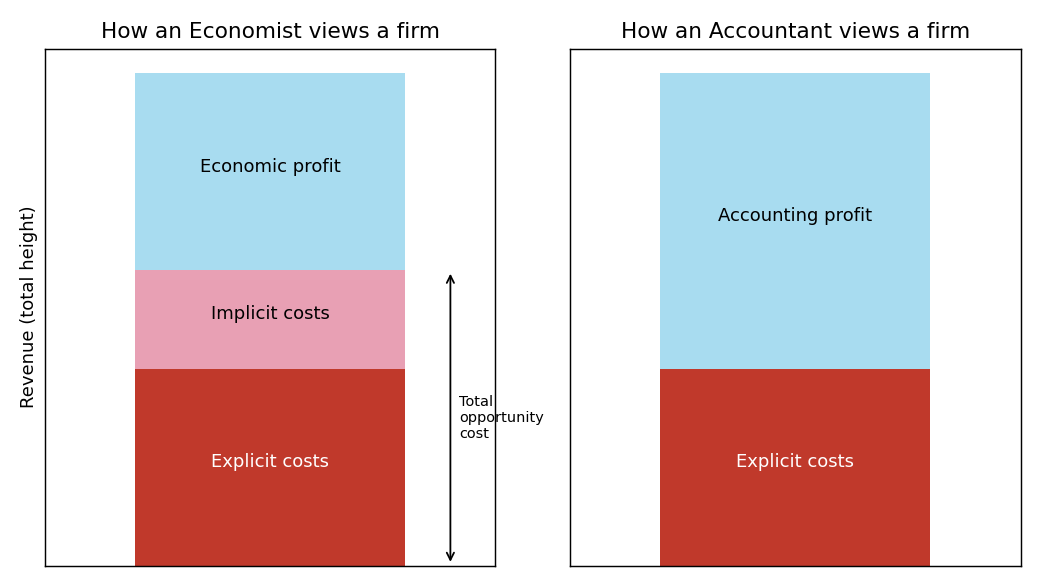 How an Economist views a firm
How an Accountant views a firm
Revenue (total height)
Economic profit
Implicit costs
Explicit costs
Total
opportunity
cost
Accounting profit
Explicit costs